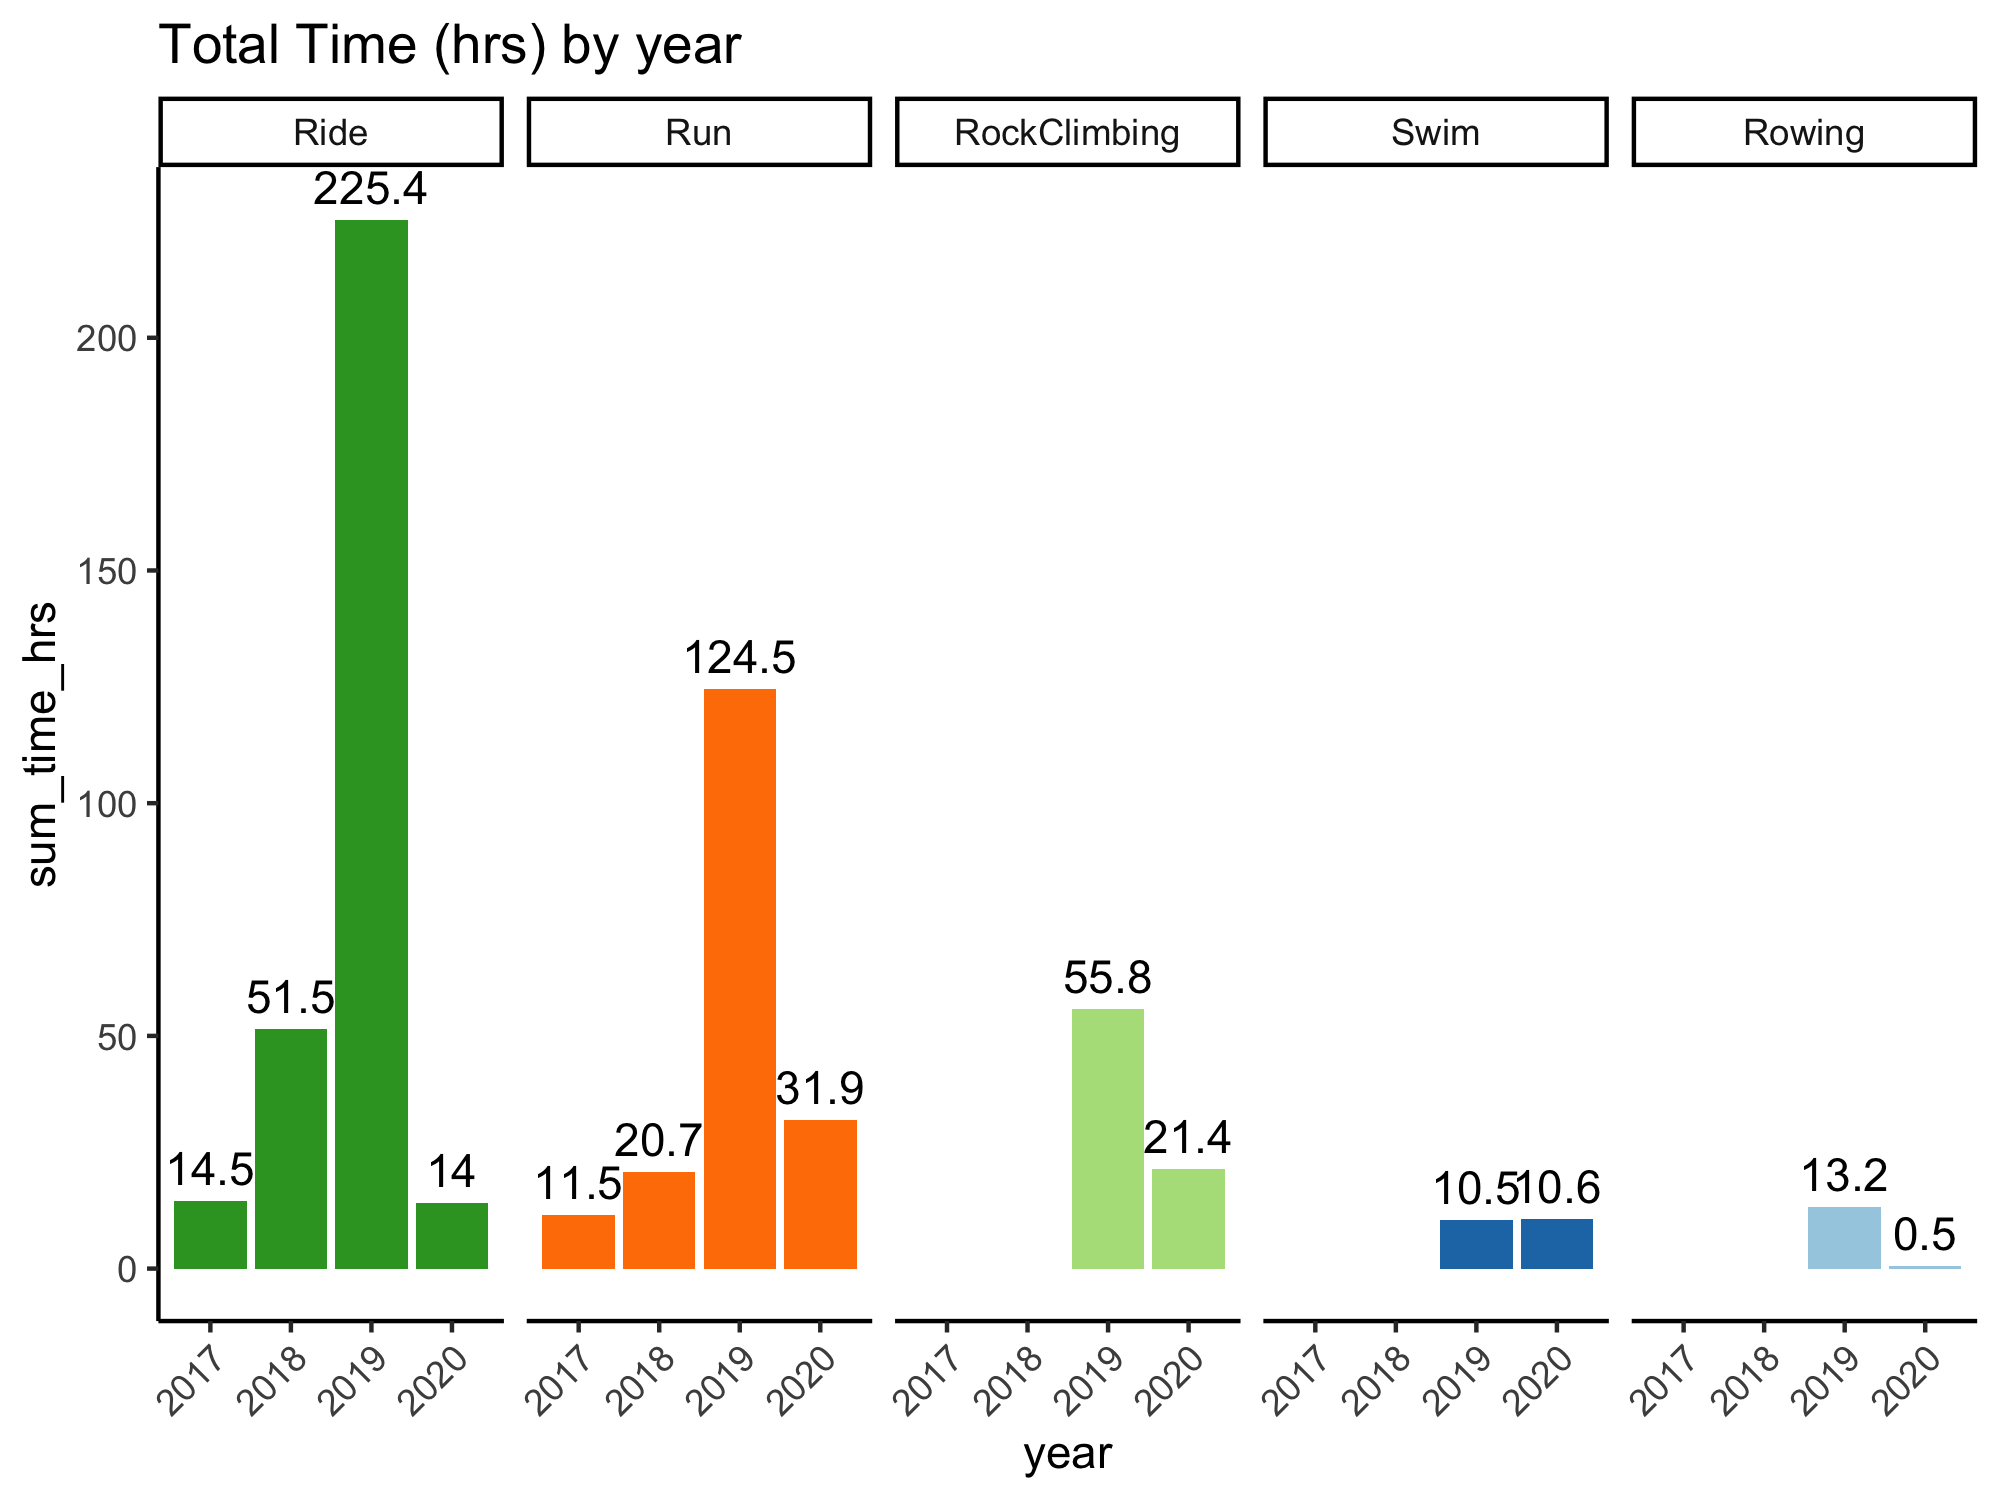 Total Time (hrs) by year
Ride Run RockClimbing Swim Rowing
225.4
200
150
124.5
sum_time_hrs
100
55.8
51.5
50
31.9
21.4
20.7
14.5 14 11.5 10.5 10.6 13.2
0.5
0
2017 2018 2019 2020 2017 2018 2019 2020 2017 2018 2019 2020 2017 2018 2019 2020 2017 2018 2019 2020
year